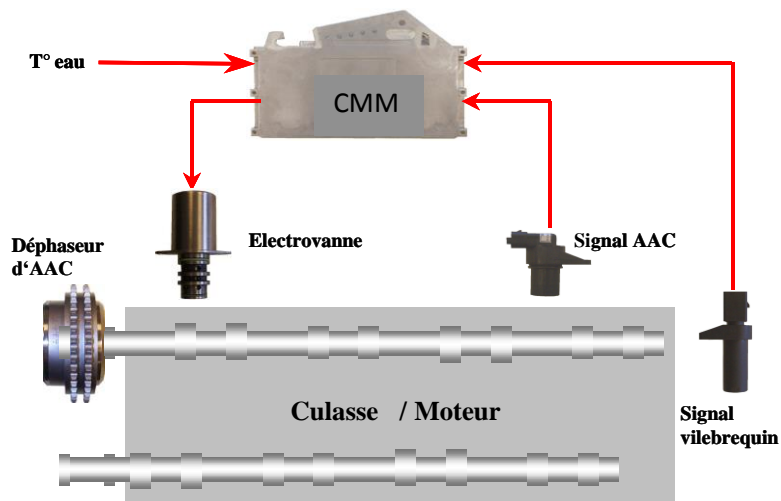 T° eau
CMM
Electrovanne
Signal AAC
Déphaseur
d‘AAC
Culasse / Moteur
Signal
vilebrequin